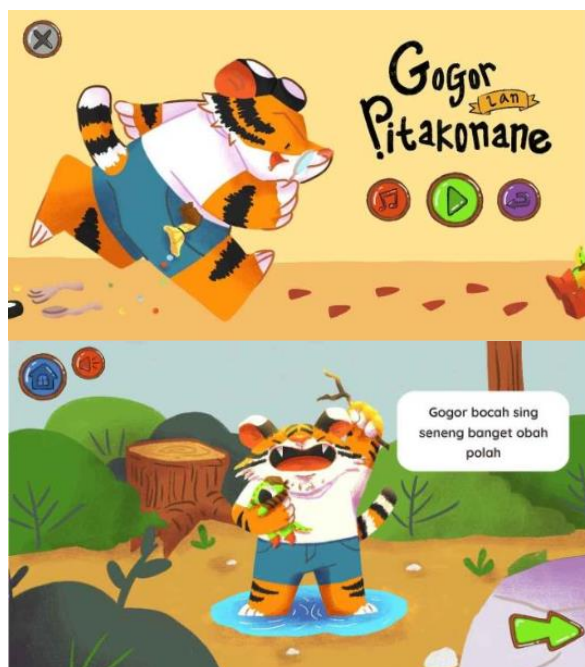 Gogor
lan
Pitakonane
Gogor bocah sing
seneng banget obah
polah